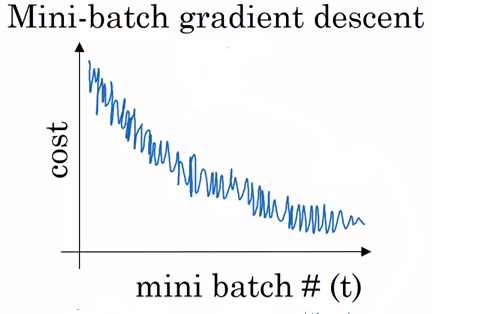 Mini-batch gradient descent
cost
mini batch # (t)